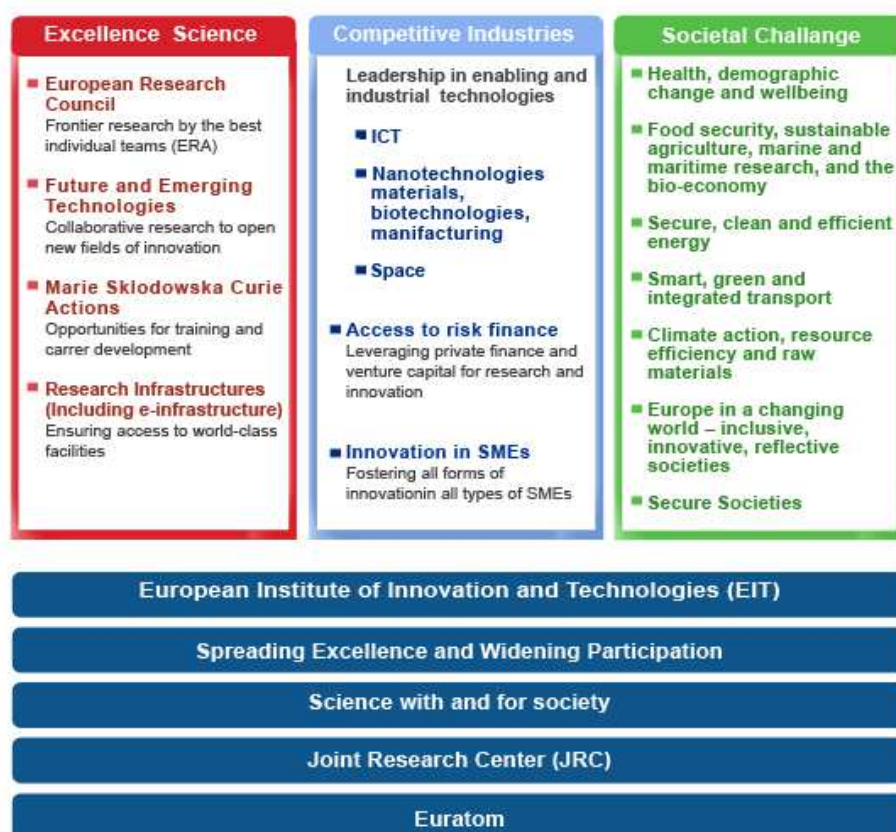 Excellence Science
European Research
Council
Frontier research by the best
individual teams (ERA)
Future and Emerging
Technologies
Collaborative research to open
new fields of innovation
Marie Sklodowska Curie
Actions
Opportunities for training and
carrer development
Research Infrastructures
(Including e-infrastructure)
Ensuring access to world-class
facilities
Competitive Industries
Leadership in enabling and
industrial technologies
ICT
Nanotechnologies
materials,
biotechnologies,
manifacturing
Space
Access to risk finance
Leveraging private finance and
venture capital for research and
innovation
Innovation in SMEs
Fostering all forms of
innovationin all types of SMEs
Societal Challange
Health, demographic
change and wellbeing
Food security, sustainable
agriculture, marine and
maritime research, and the
bio-economy
Secure, clean and efficient
energy
Smart, green and
integrated transport
Climate action, resource
efficiency and raw
materials
Europe in a changing
world – inclusive,
innovative, reflective
societies
Secure Societies
European Institute of Innovation and Technologies (EIT)
Spreading Excellence and Widening Participation
Science with and for society
Joint Research Center (JRC)
Euratom